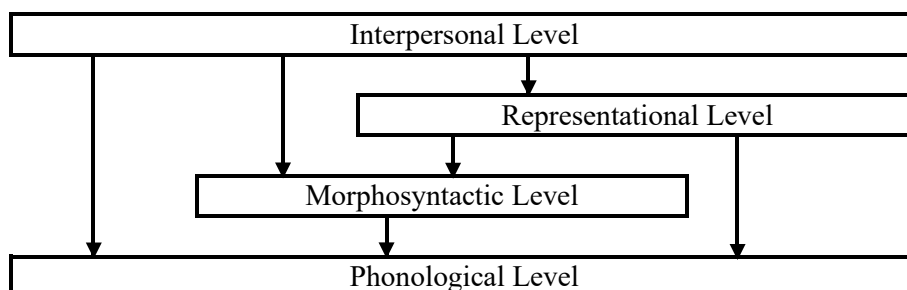 Interpersonal Level
Representational Level
Morphosyntactic Level
Phonological Level